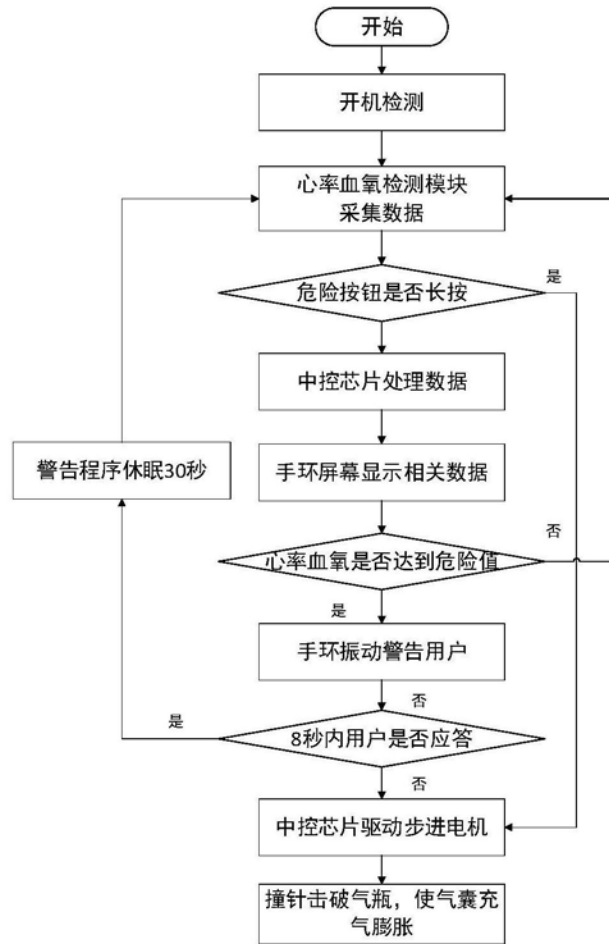 开始
开机检测
心率血氧检测模块
采集数据
是
危险按钮是否长按
中控芯片处理数据
警告程序休眠30秒
手环屏幕显示相关数据
否
心率血氧是否达到危险值
是
手环振动警告用户
否
是
8秒内用户是否应答
否
中控芯片驱动步进电机
撞针击破气瓶，使气囊充
气膨胀